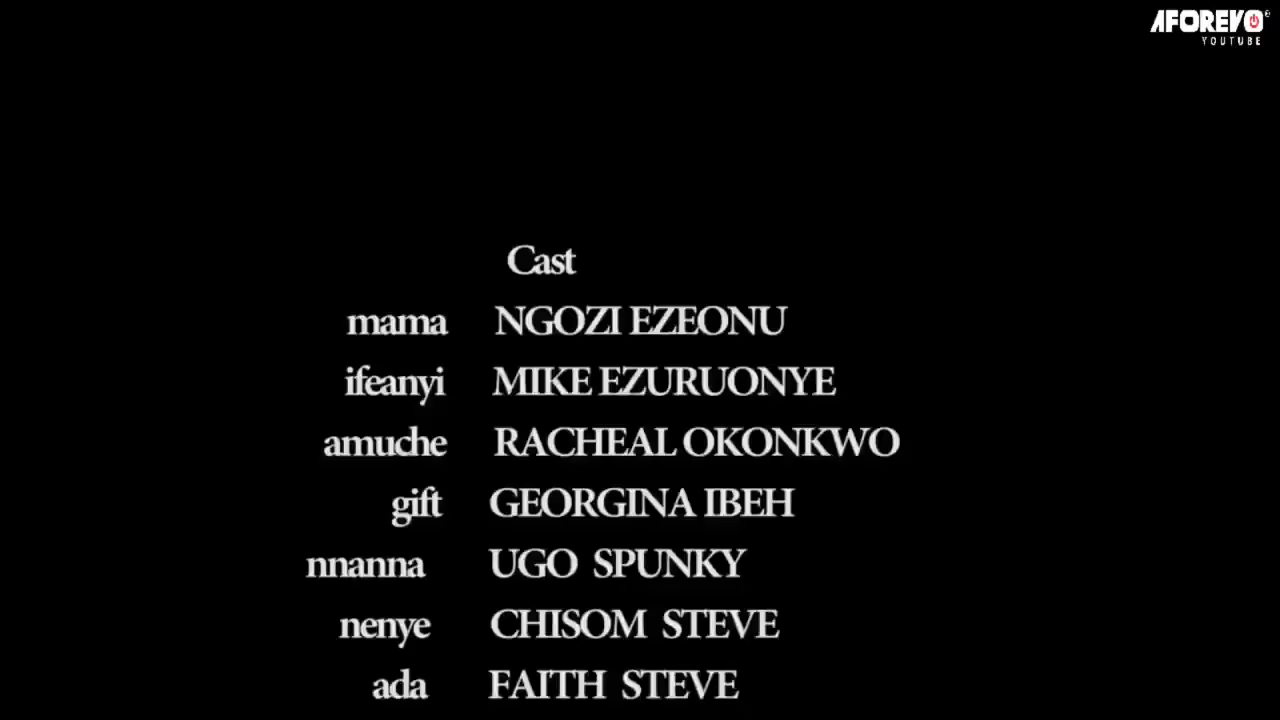 AFOREVO
YOUTUBE
Cast
mama NGOZI EZEONU
ifeanyi MIKE EZURUONYE
amuche RACHEAL OKONKWO
gift GEORGINA IBEH
nnanna UGO SPUNKY
nenye CHISOM STEVE
ada FAITH STEVE